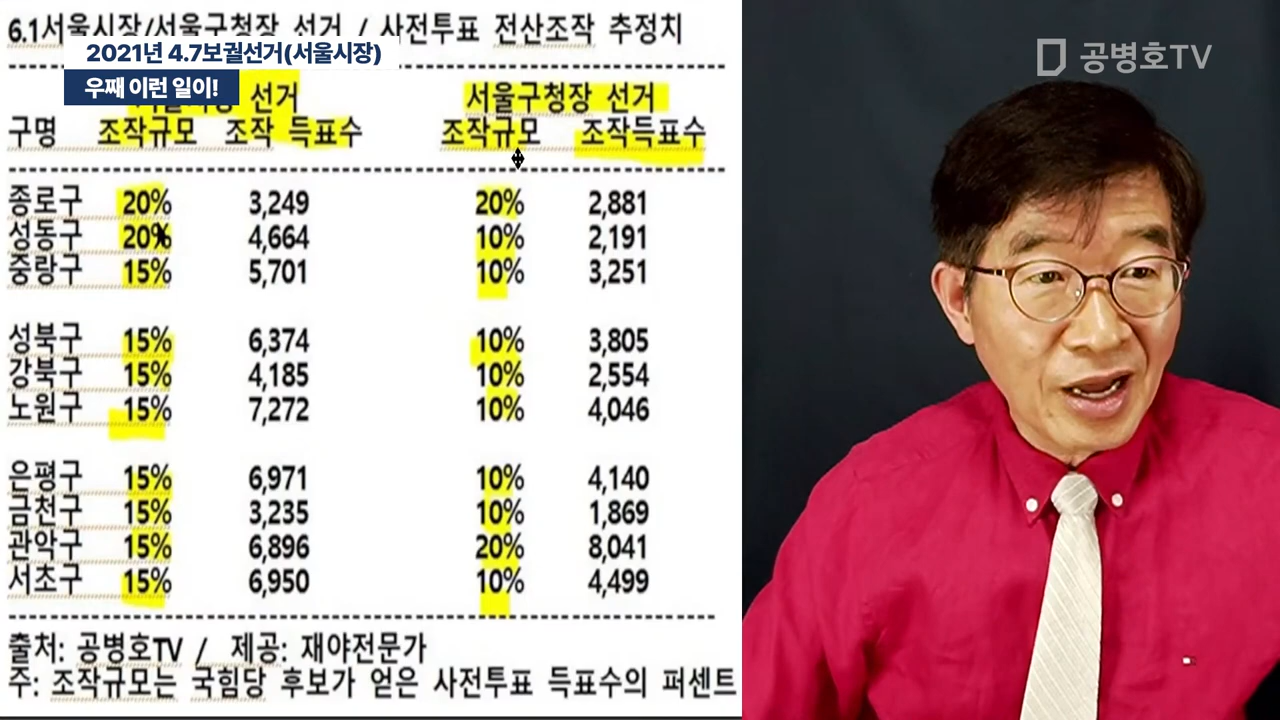 6.1서울시장/서울구청장 선거 / 사전투표 전산조작 추정치
2021년 4.7보궐선거(서울시장)
우째 이런 일이!
공병호TV
선거
서울구청장 선거
구명 조작규모 조작 득표수 조작규모 조작득표수
종로구 20% 3,249 20% 2,881
성동구 20% 4,664 10% 2,191
중랑구 15% 5,701 10% 3,251
성북구 15% 6,374 10% 3,805
강북구 15% 4,185 10% 2,554
노원구 15% 7,272 10% 4,046
은평구 15% 6,971 10% 4,140
금천구 15% 3,235 10% 1,869
관악구 15% 6,896 20% 8,041
서초구 15% 6,950 10% 4,499
출처: 공병호TV / 제공: 재야전문가
주: 조작규모는 국힘당 후보가 얻은 사전투표 득표수의 퍼센트